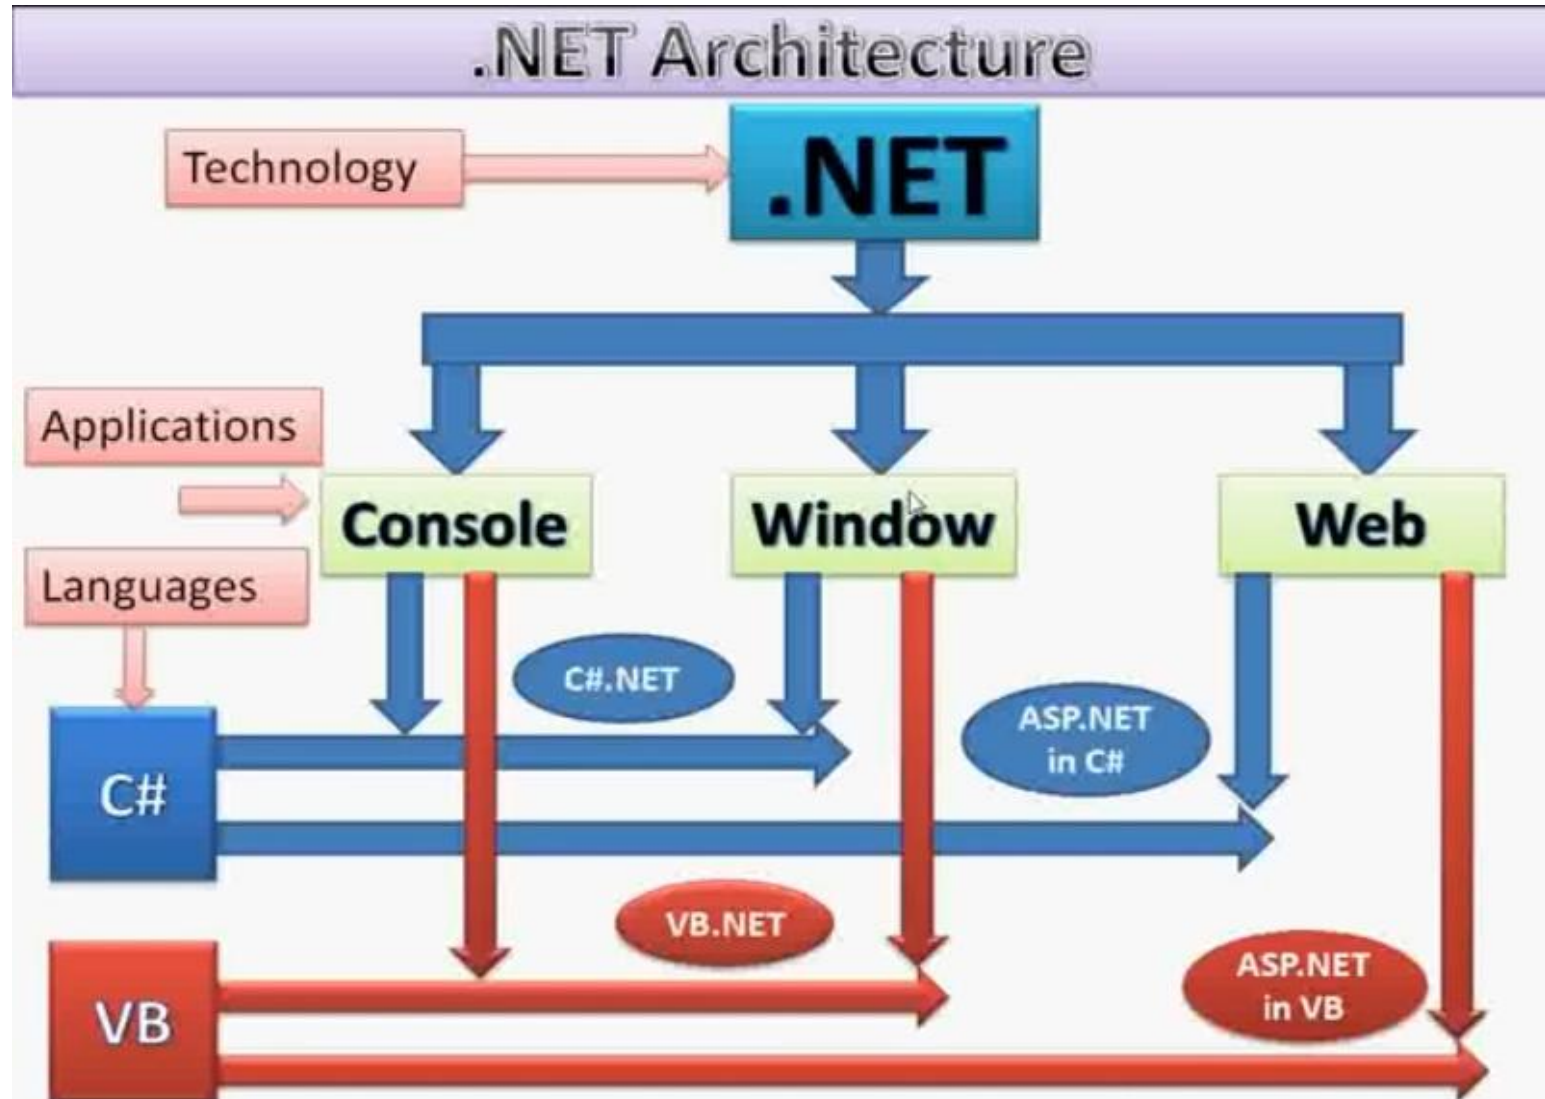 .NET Architecture
Technology
.NET
Applications
Console
Window
Web
Languages
C#.NET
ASP.NET
in C#
C#
VB.NET
ASP.NET
in VB
VB